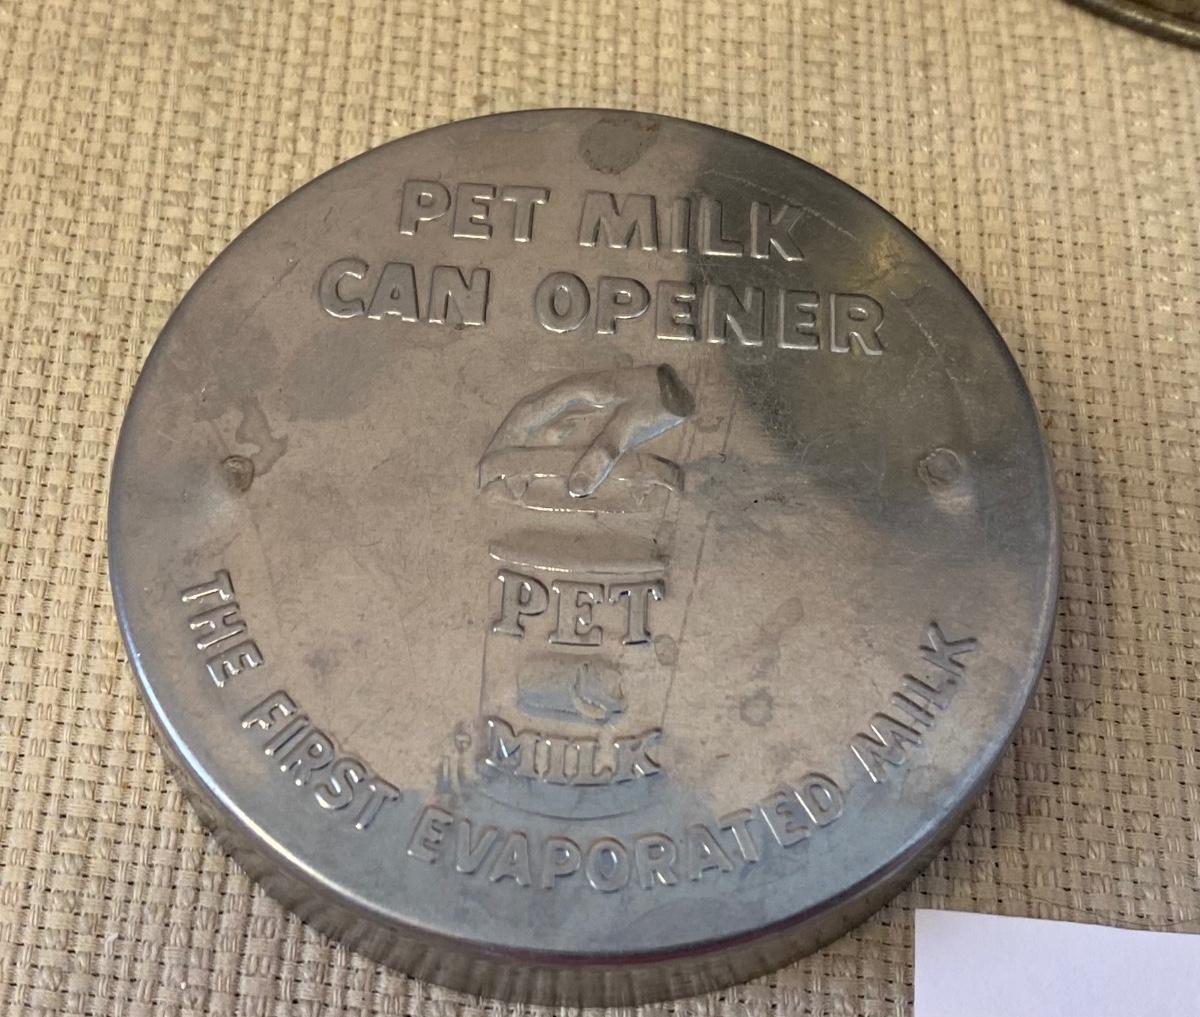 PET MILK
CAN OPENER
PET
MILK
THE FIRST EVAPORATED MILK